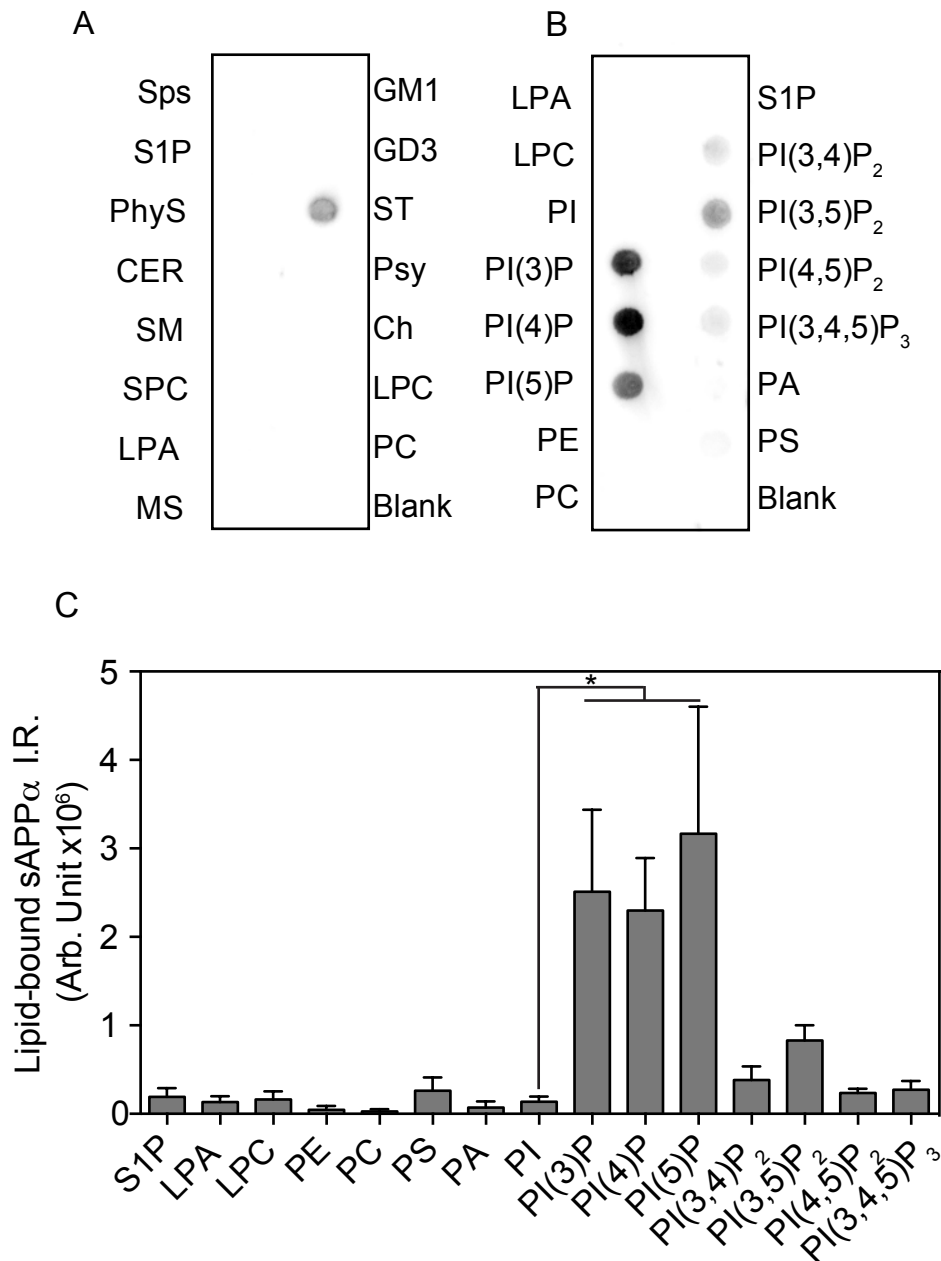 A
B
Sps GM1
S1P GD3
PhyS ST
CER Psy
SM Ch
SPC LPC
LPA PC
MS Blank
LPA S1P
LPC PI(3,4)P2
PI PI(3,5)P2
PI(3)P PI(4,5)P2
PI(4)P PI(3,4,5)P3
PI(5)P PA
PE PS
PC Blank
C
Lipid-bound sAPPα I.R.
(Arb. Unit x10⁶)
5
4
3
2
1
0
*
S1P
LPA
LPC
PE
PC
PS
PA
PI
PI(3)P
PI(4)P
PI(5)P
PI(3,4)P2
PI(3,5)P2
PI(4,5)P2
PI(3,4,5)P3